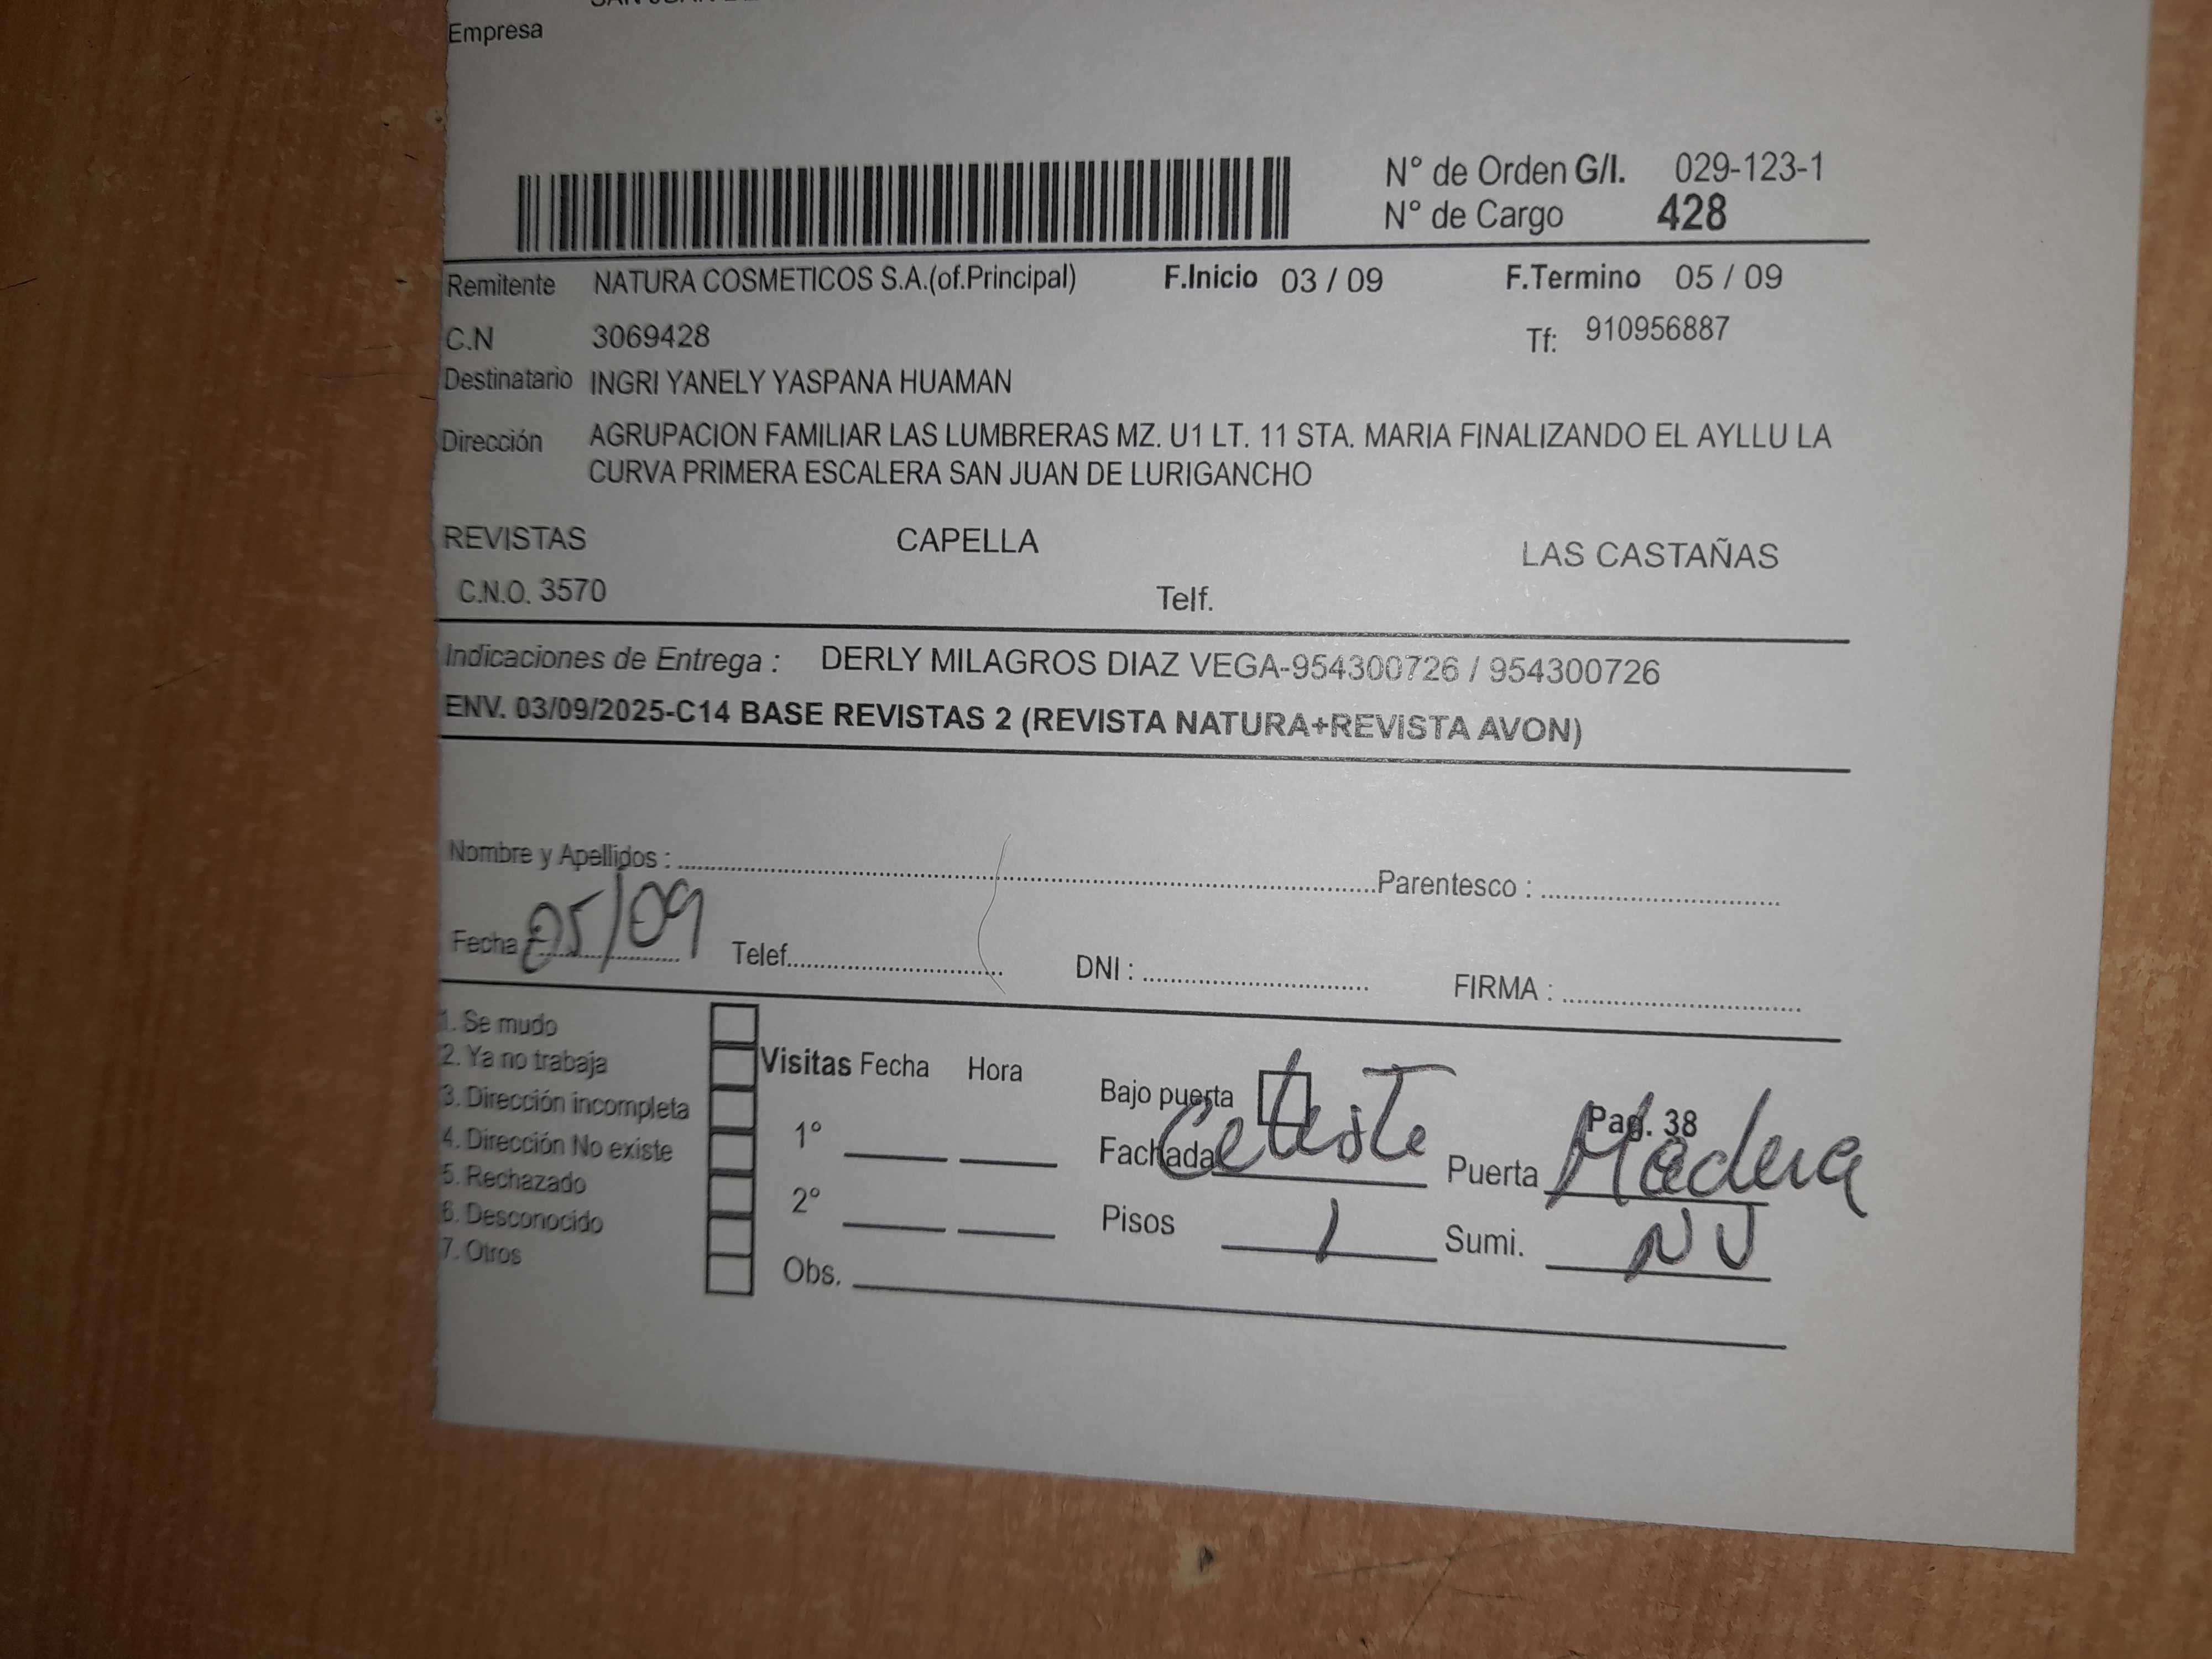 Empresa
N° de Orden G/I. 029-123-1
N° de Cargo 428
Remitente NATURA COSMETICOS S.A.(of.Principal) F.Inicio 03 / 09 F.Termino 05 / 09
C.N 3069428 Tf: 910956887
Destinatario INGRI YANELY YASPANA HUAMAN
Dirección AGRUPACION FAMILIAR LAS LUMBRERAS MZ. U1 LT. 11 STA. MARIA FINALIZANDO EL AYLLU LA
CURVA PRIMERA ESCALERA SAN JUAN DE LURIGANCHO
REVISTAS CAPELLA LAS CASTAÑAS
C.N.O. 3570 Telf.
Indicaciones de Entrega : DERLY MILAGROS DIAZ VEGA-954300726 / 954300726
ENV. 03/09/2025-C14 BASE REVISTAS 2 (REVISTA NATURA+REVISTA AVON)
Nombre y Apellidos : Parentesco :
Fecha : 05/09 Telef. DNI : FIRMA :
1. Se mudo
2. Ya no trabaja Visitas Fecha Hora
3. Dirección incompleta Bajo puerta Pag. 38
4. Dirección No existe 1° Fachada Celeste Puerta Madera
5. Rechazado
6. Desconocido 2° Pisos 1 Sumi. NJ
7. Otros Obs.